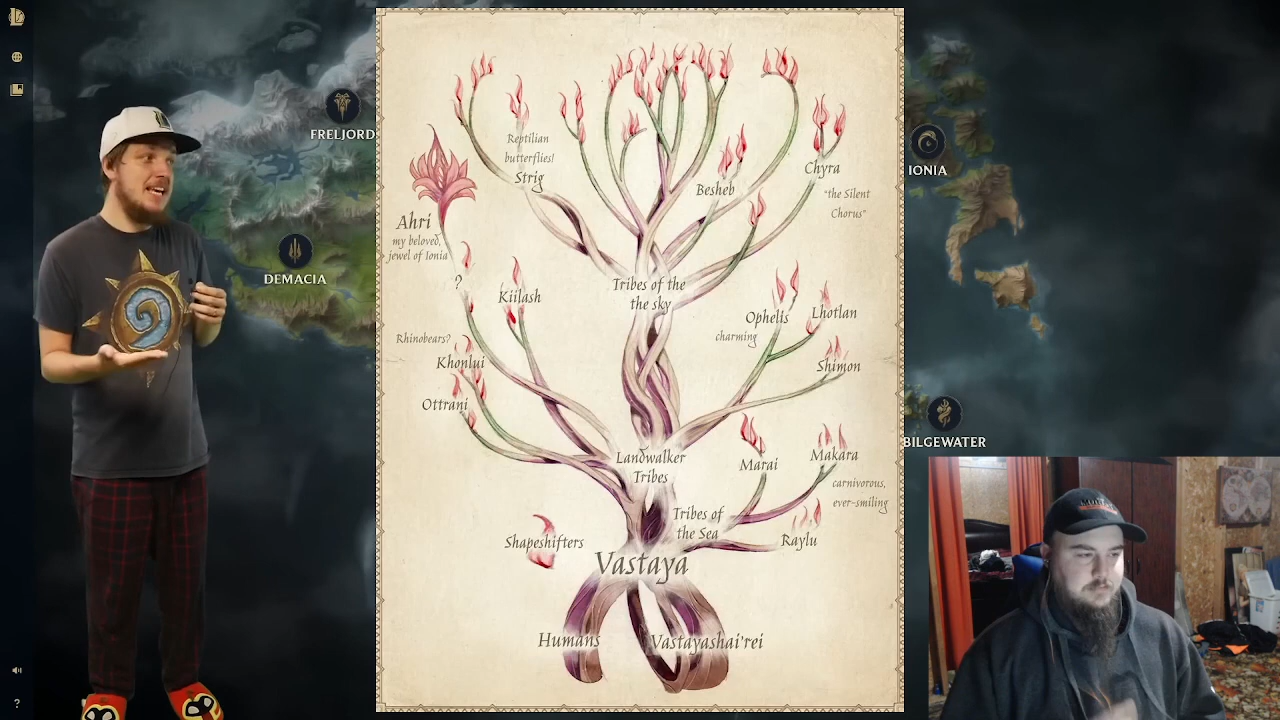 FRELJORD
DEMACIA
IONIA
BILGEWATER
Reptilian
butterflies!
Strig
Besheb
Chyra
"the Silent
Chorus"
Ahri
my beloved,
jewel of Ionia
?
Tribes of the
the sky
Kiilash
Ophelis
charming
Lhotlan
Rhinobears?
Khonlui
Shimon
Ottrani
Landwalker
Tribes
Marai
Makara
carnivorous,
ever-smiling
Tribes of
the Sea
Raylu
Shapeshifters
Vastaya
Humans
Vastayashai'rei
?